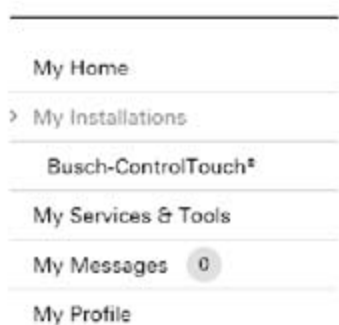 My Home
> My Installations
Busch-ControlTouch®
My Services & Tools
My Messages 0
My Profile